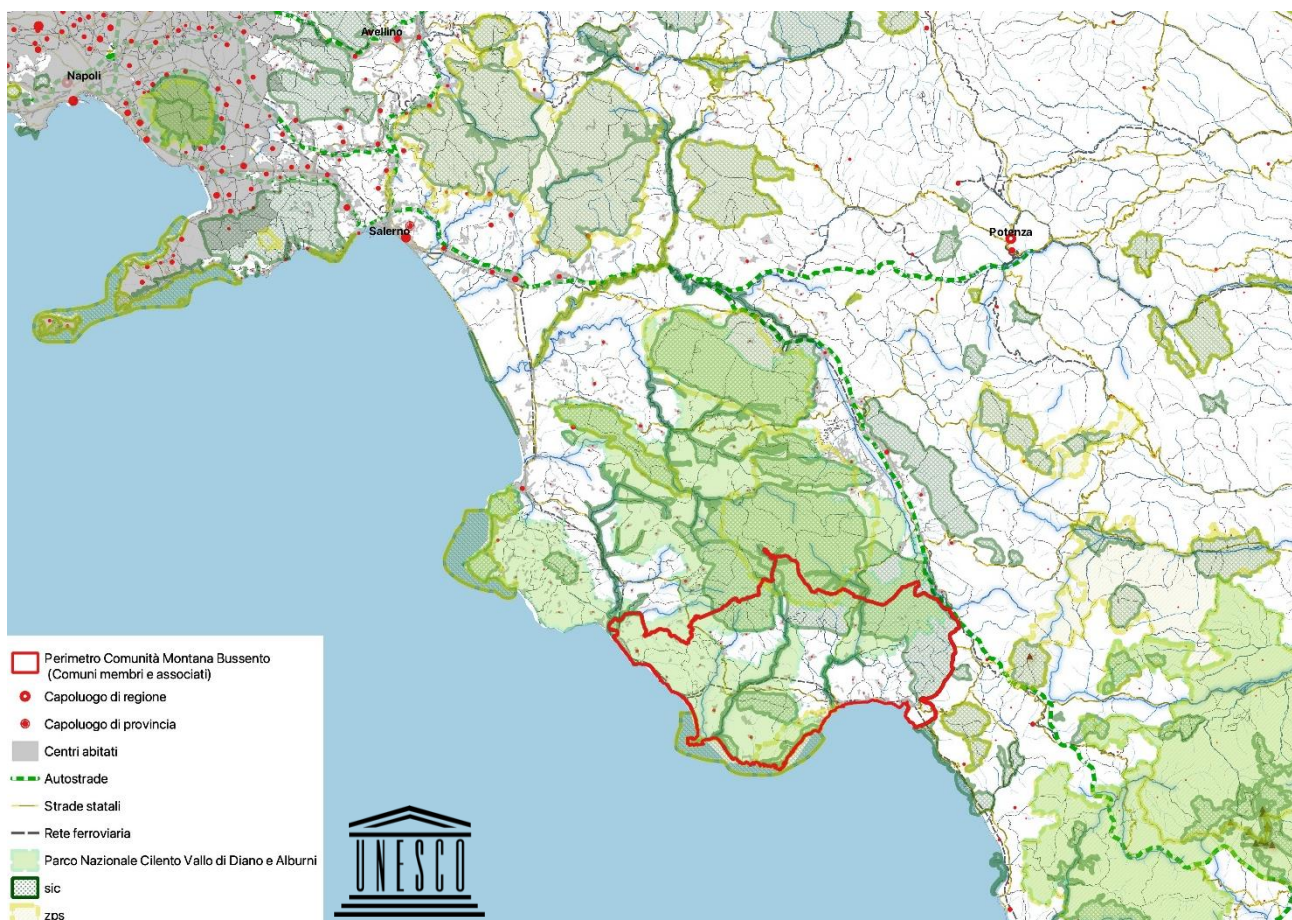 Avellino
Napoli
Salerno
Potenza
Perimetro Comunità Montana Bussento
(Comuni membri e associati)
Capoluogo di regione
Capoluogo di provincia
Centri abitati
Autostrade
Strade statali
Rete ferroviaria
Parco Nazionale Cilento Vallo di Diano e Alburni
sic
zps
UNESCO